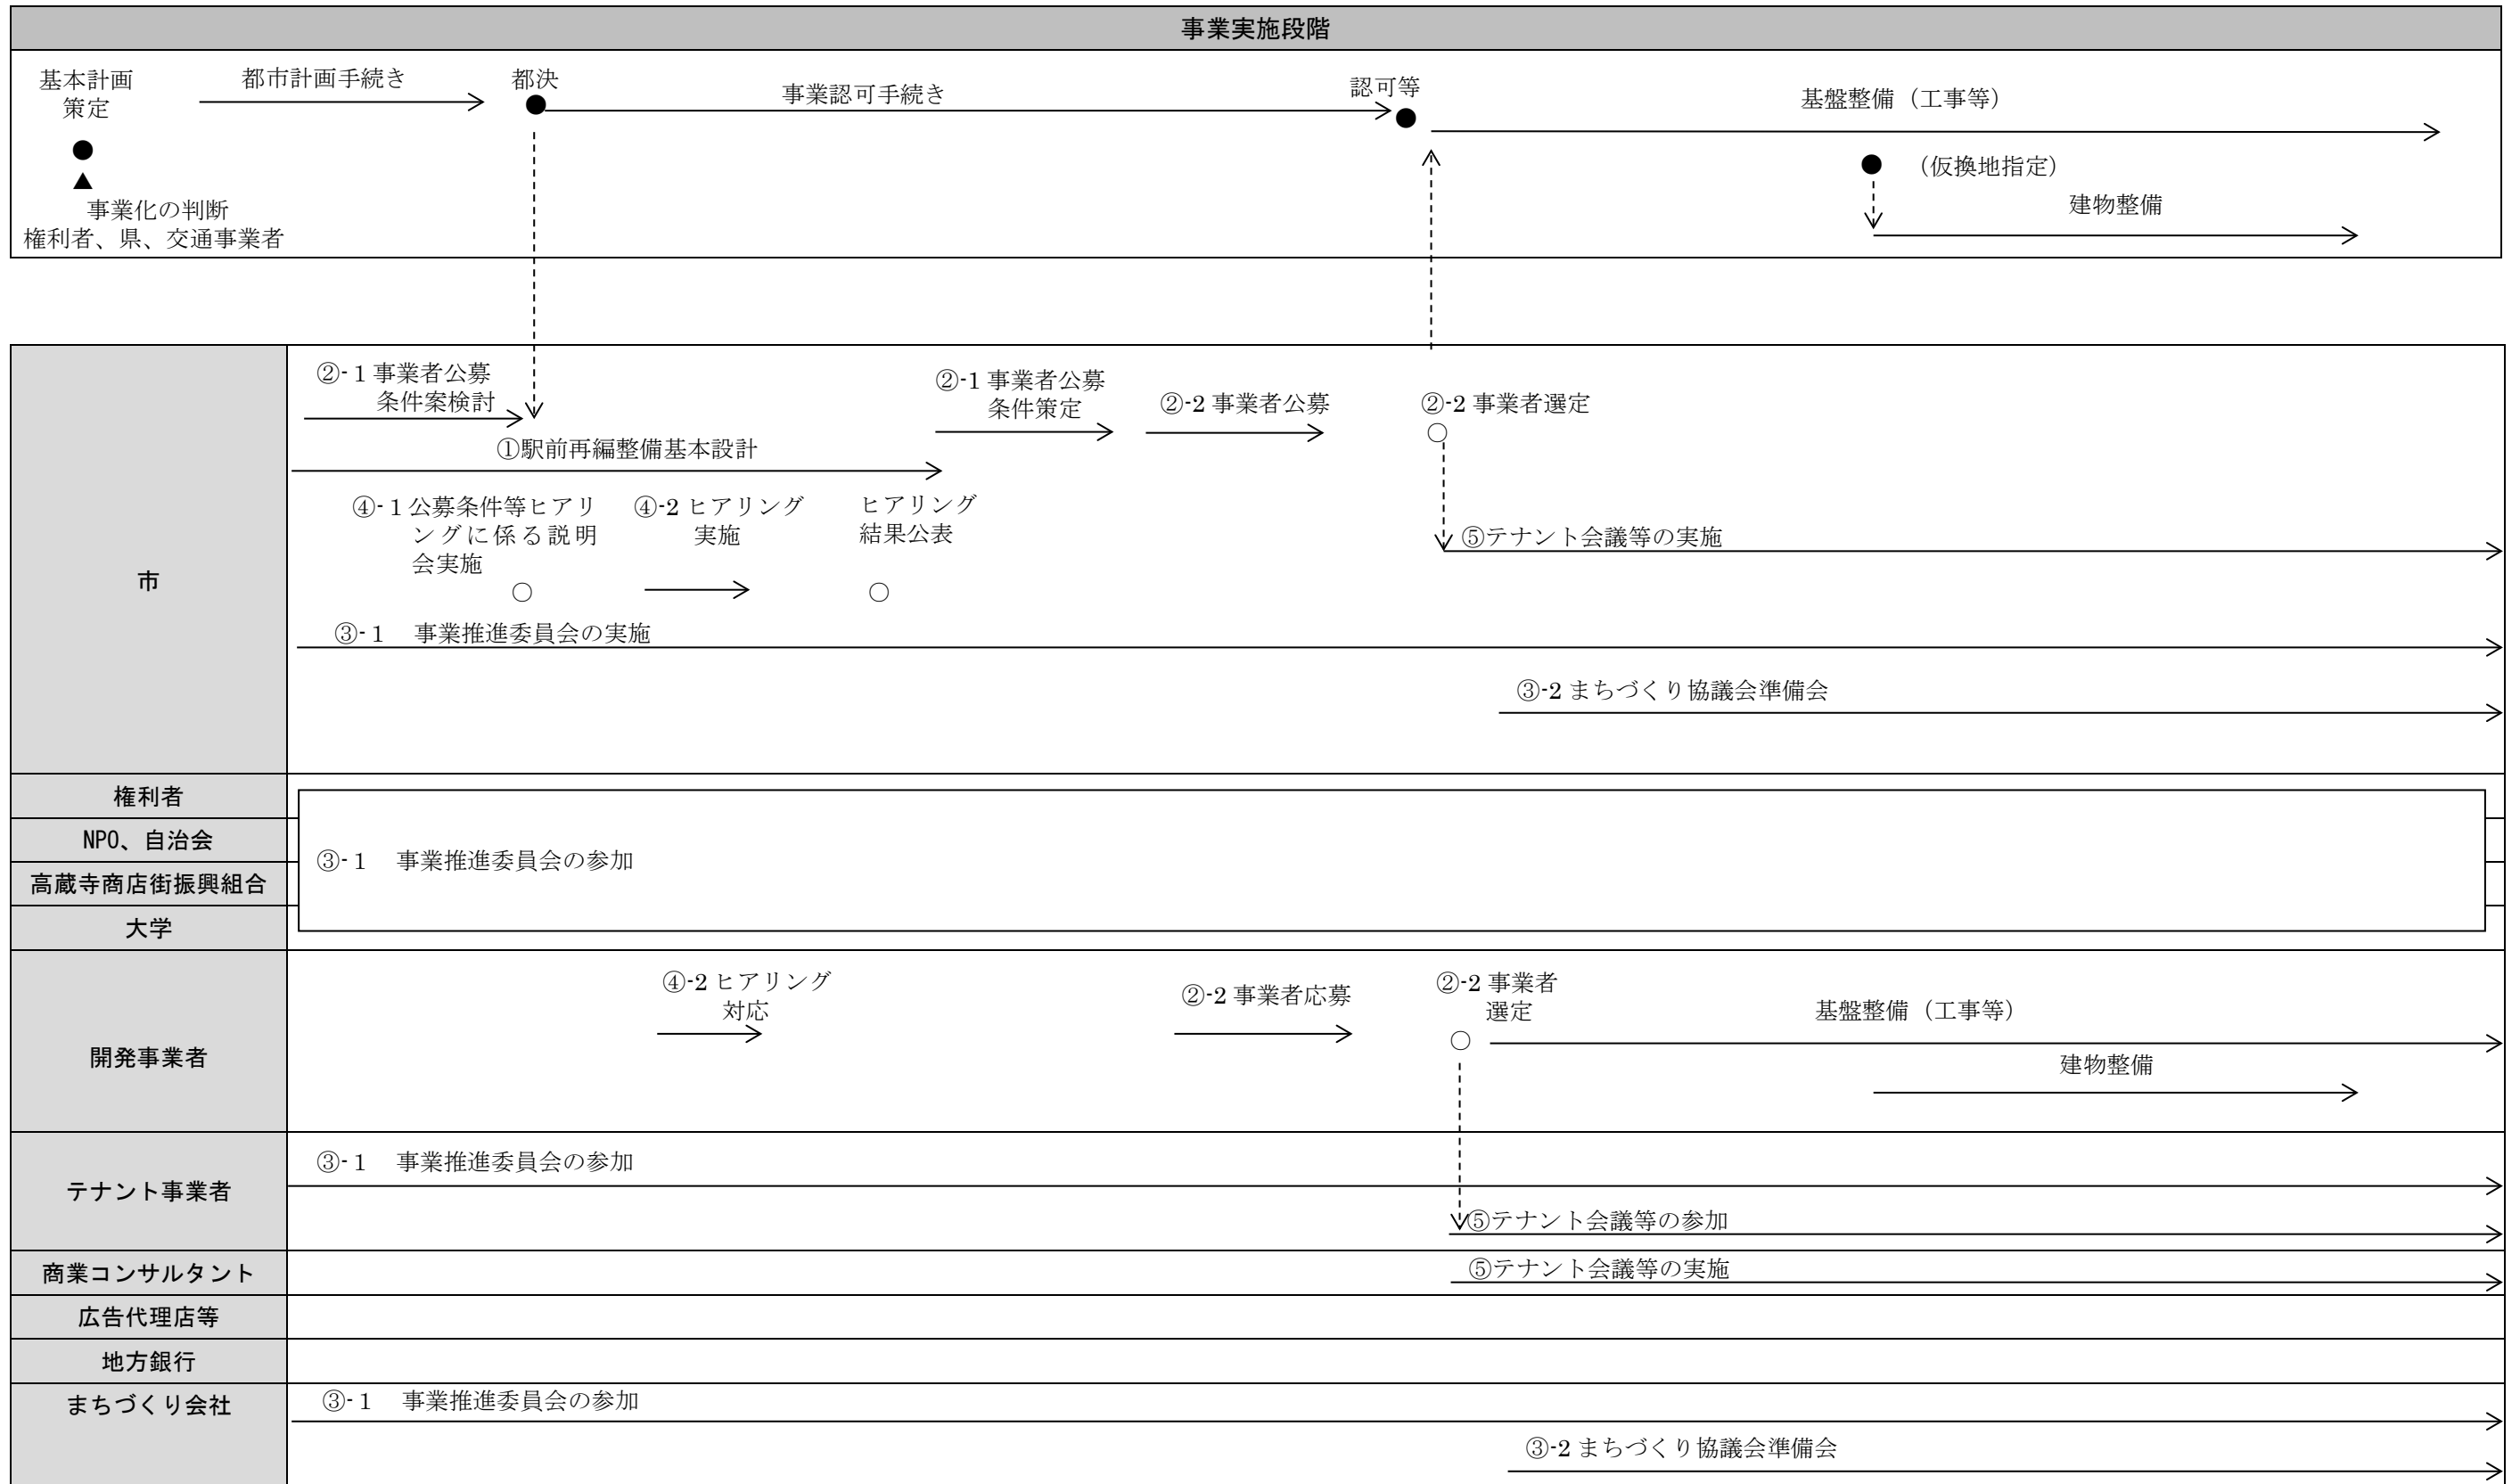 事業実施段階
基本計画
策定
都市計画手続き
都決
事業認可手続き
認可等
基盤整備（工事等）
（仮換地指定）
建物整備
事業化の判断
権利者、県、交通事業者
市
②-１事業者公募
条件案検討
②-1 事業者公募
条件策定
②-2 事業者公募
②-2 事業者選定
①駅前再編整備基本設計
④-１公募条件等ヒアリ
ングに係る説明
会実施
④-2 ヒアリング
実施
ヒアリング
結果公表
⑤テナント会議等の実施
③-１　事業推進委員会の実施
③-2 まちづくり協議会準備会
権利者
NPO、自治会
高蔵寺商店街振興組合
大学
③-１　事業推進委員会の参加
開発事業者
④-2 ヒアリング
対応
②-2 事業者応募
②-2 事業者
選定
基盤整備（工事等）
建物整備
テナント事業者
③-１　事業推進委員会の参加
⑤テナント会議等の参加
商業コンサルタント
⑤テナント会議等の実施
広告代理店等
地方銀行
まちづくり会社
③-１　事業推進委員会の参加
③-2 まちづくり協議会準備会